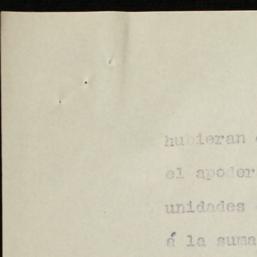 hubieran
el apoder
unidades
á la suma